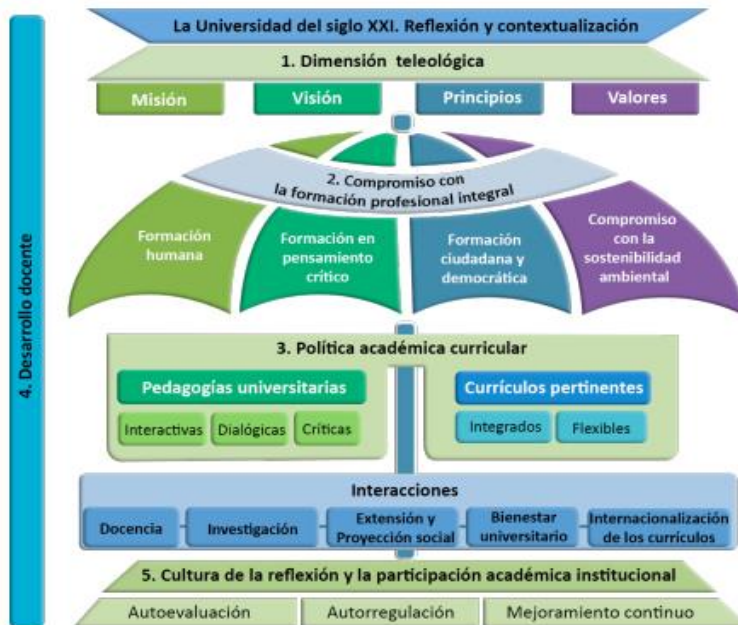 La Universidad del siglo XXI. Reflexión y contextualización
1. Dimensión teleológica
Misión
Visión
Principios
Valores
2. Compromiso con
la formación profesional integral
Formación
humana
Formación en
pensamiento
crítico
Formación
ciudadana y
democrática
Compromiso
con la
sostenibilidad
ambiental
3. Política académica curricular
Pedagogías universitarias
Interactivas
Dialógicas
Críticas
Currículos pertinentes
Integrados
Flexibles
Interacciones
Docencia
Investigación
Extensión y
Proyección social
Bienestar
universitario
Internacionalización
de los currículos
5. Cultura de la reflexión y la participación académica institucional
Autoevaluación
Autorregulación
Mejoramiento continuo
4. Desarrollo docente